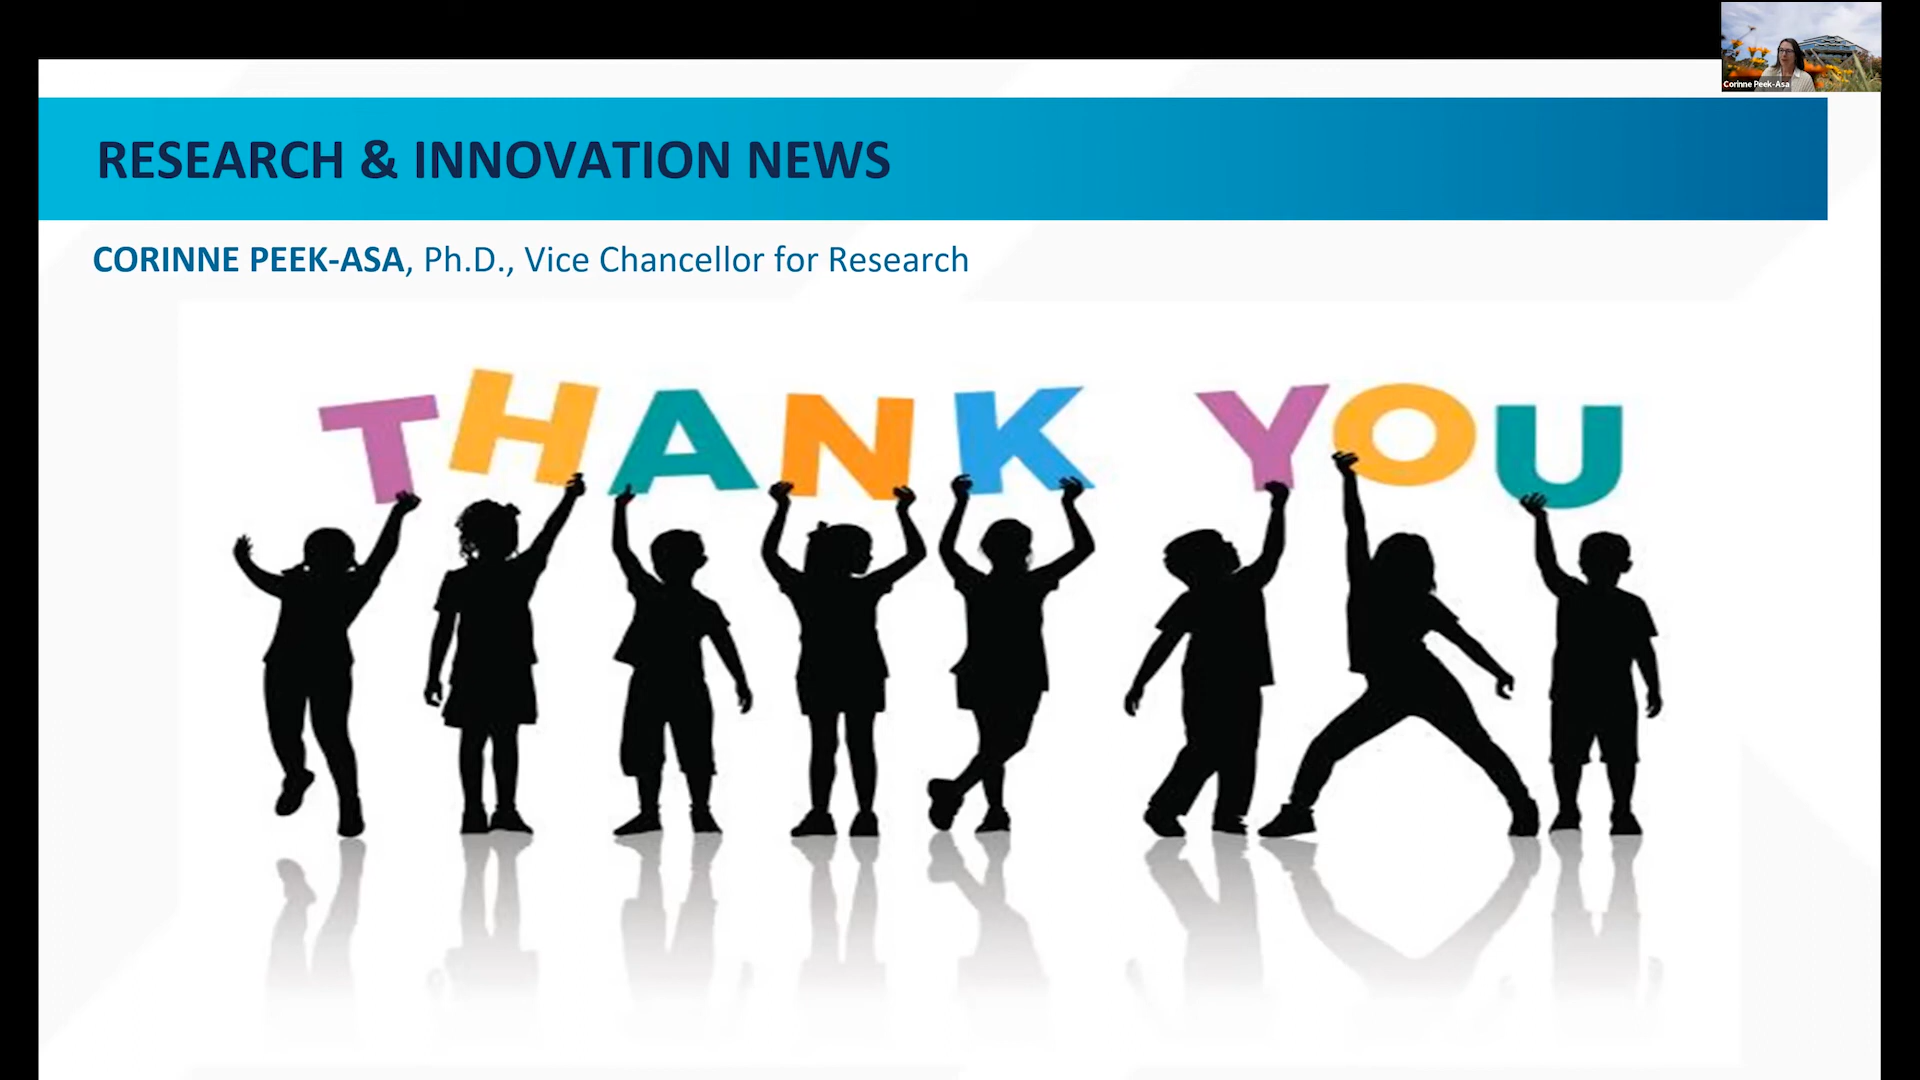 Corinne Peek-Asa
RESEARCH & INNOVATION NEWS
CORINNE PEEK-ASA, Ph.D., Vice Chancellor for Research
THANK YOU